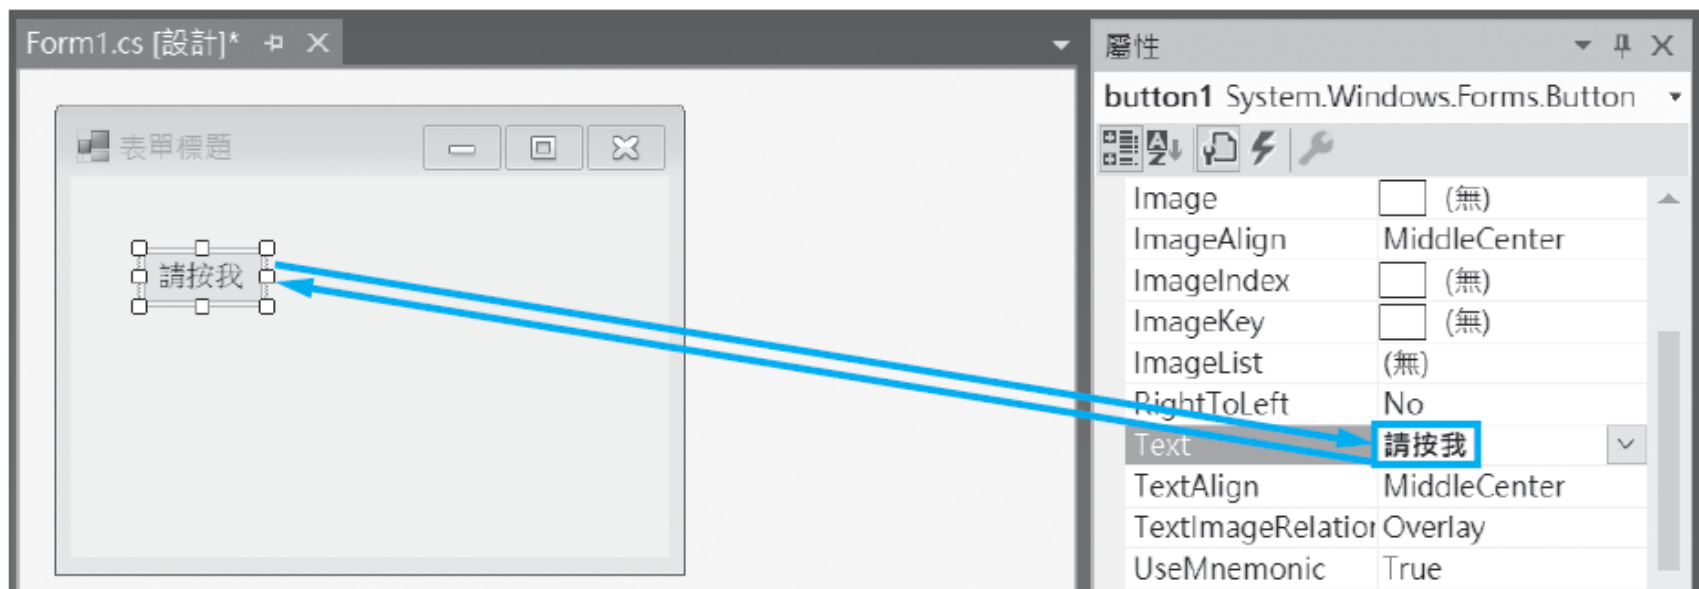 Form1.cs [設計]*
表單標題
請按我
屬性
button1 System.Windows.Forms.Button
Image (無)
ImageAlign MiddleCenter
ImageIndex (無)
ImageKey (無)
ImageList (無)
RightToLeft No
Text 請按我
TextAlign MiddleCenter
TextImageRelation Overlay
UseMnemonic True